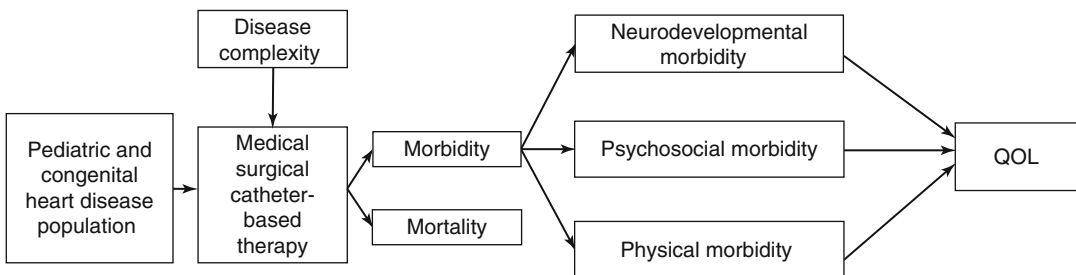 Disease
complexity
Pediatric and
congenital
heart disease
population
Medical
surgical
catheter-
based
therapy
Morbidity
Mortality
Neurodevelopmental
morbidity
Psychosocial morbidity
Physical morbidity
QOL